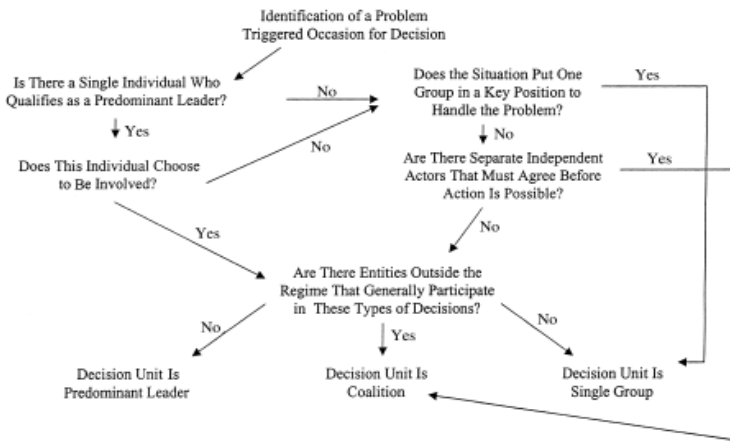 Identification of a Problem
Triggered Occasion for Decision
Is There a Single Individual Who
Qualifies as a Predominant Leader?
No
Does the Situation Put One
Group in a Key Position to
Handle the Problem?
Yes
Yes
No
No
Does This Individual Choose
to Be Involved?
Are There Separate Independent
Actors That Must Agree Before
Action Is Possible?
Yes
Yes
No
Are There Entities Outside the
Regime That Generally Participate
in These Types of Decisions?
No
Yes
No
Decision Unit Is
Predominant Leader
Decision Unit Is
Coalition
Decision Unit Is
Single Group